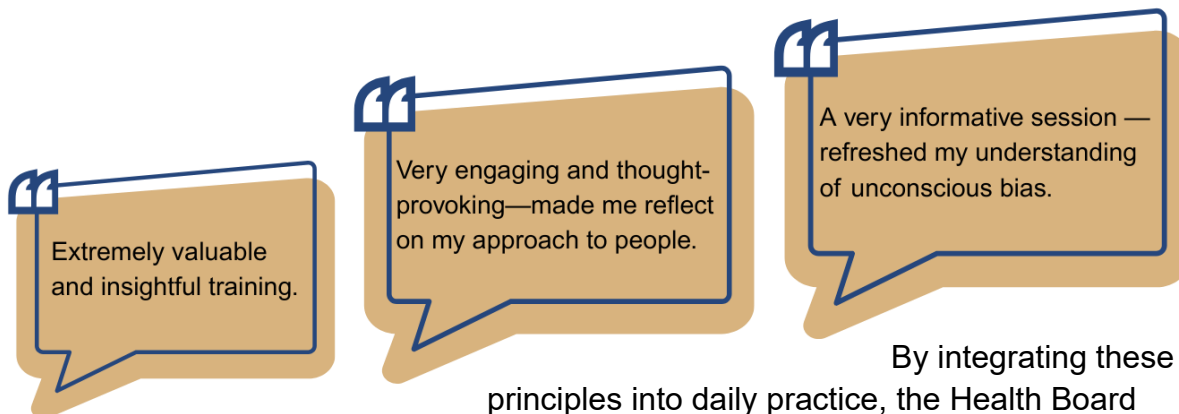 Extremely valuable
and insightful training.
Very engaging and thought-
provoking—made me reflect
on my approach to people.
A very informative session —
refreshed my understanding
of unconscious bias.
By integrating these
principles into daily practice, the Health Board